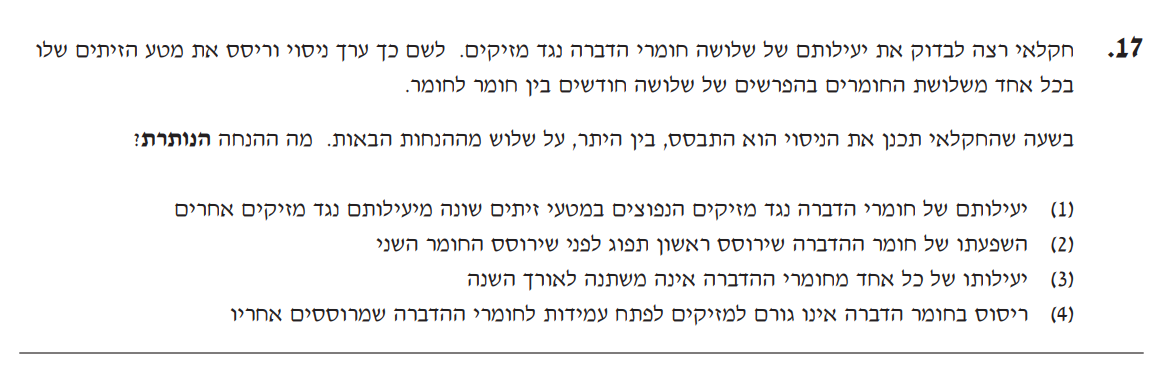 17. חקלאי רצה לבדוק את יעילותם של שלושה חומרי הדברה נגד מזיקים. לשם כך ערך ניסוי וריסס את מטע הזיתים שלו
בכל אחד משלושת החומרים בהפרשים של שלושה חודשים בין חומר לחומר.
בשעה שהחקלאי תכנן את הניסוי הוא התבסס, בין היתר, על שלוש מההנחות הבאות. מה ההנחה הנותרת?
(1) יעילותם של חומרי הדברה נגד מזיקים הנפוצים במטעי זיתים שונה מיעילותם נגד מזיקים אחרים
(2) השפעתו של חומר ההדברה שירוסס ראשון תפוג לפני שירוסס החומר השני
(3) יעילותו של כל אחד מחומרי ההדברה אינה משתנה לאורך השנה
(4) ריסוס בחומר הדברה אינו גורם למזיקים לפתח עמידות לחומרי ההדברה שמרוססים אחריו